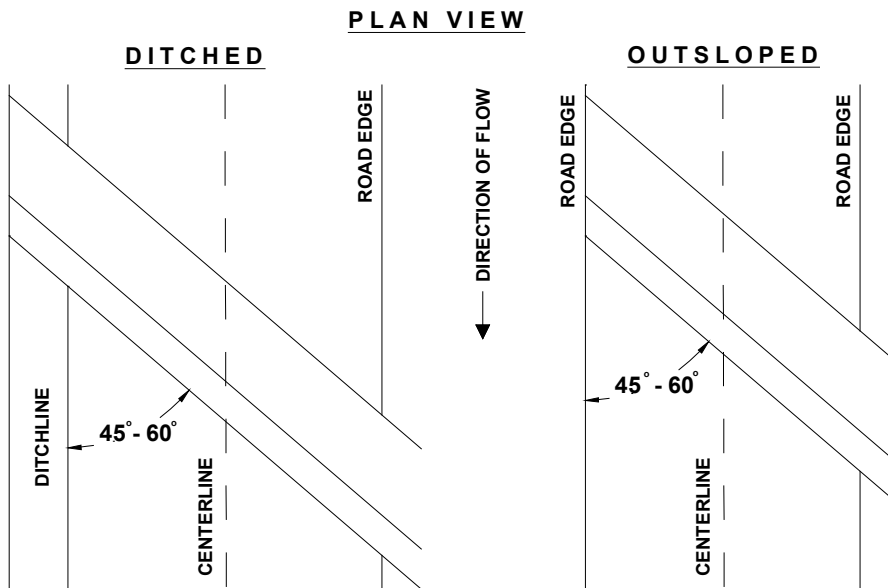 PLAN VIEW
DITCHED
OUTSLOPED
ROAD EDGE
DIRECTION OF FLOW
ROAD EDGE
ROAD EDGE
DITCHLINE
45° - 60°
CENTERLINE
45° - 60°
CENTERLINE